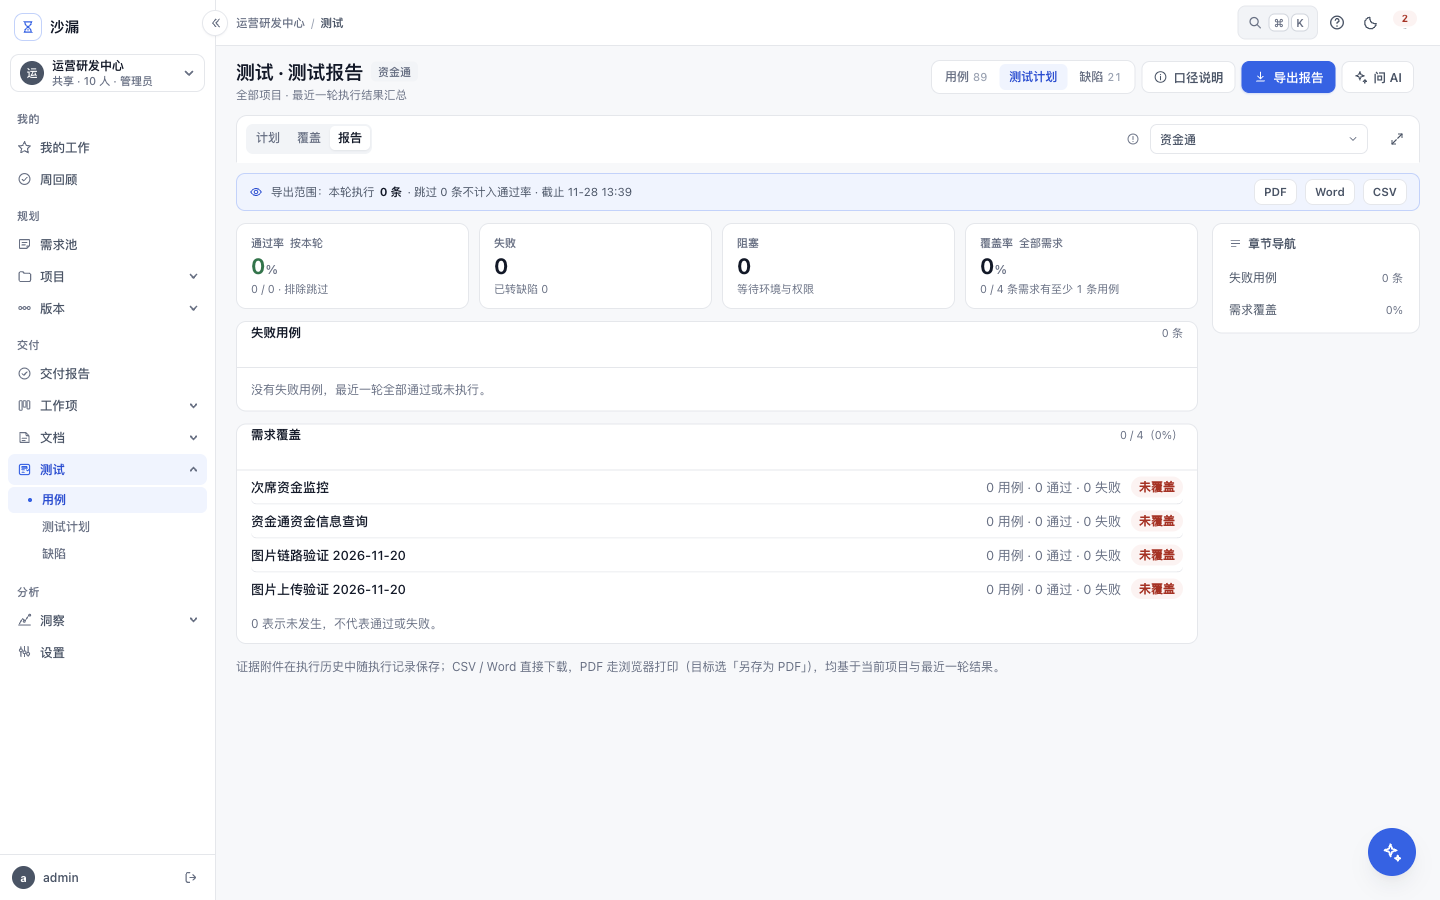 沙漏
运营研发中心 / 测试
⌘ K
2
运
运营研发中心
共享 · 10 人 · 管理员
我的
我的工作
周回顾
规划
需求池
项目
版本
交付
交付报告
工作项
文档
测试
用例
测试计划
缺陷
分析
洞察
设置
a admin
测试 · 测试报告 资金通
全部项目 · 最近一轮执行结果汇总
用例 89 测试计划 缺陷 21 口径说明 导出报告 问 AI
计划 覆盖 报告 资金通
导出范围：本轮执行 0 条 · 跳过 0 条不计入通过率 · 截止 11-28 13:39 PDF Word CSV
通过率 按本轮
0%
0 / 0 · 排除跳过
失败
0
已转缺陷 0
阻塞
0
等待环境与权限
覆盖率 全部需求
0%
0 / 4 条需求有至少 1 条用例
章节导航
失败用例 0 条
需求覆盖 0%
失败用例 0 条
没有失败用例，最近一轮全部通过或未执行。
需求覆盖 0 / 4（0%）
次席资金监控 0 用例 · 0 通过 · 0 失败 未覆盖
资金通资金信息查询 0 用例 · 0 通过 · 0 失败 未覆盖
图片链路验证 2026-11-20 0 用例 · 0 通过 · 0 失败 未覆盖
图片上传验证 2026-11-20 0 用例 · 0 通过 · 0 失败 未覆盖
0 表示未发生，不代表通过或失败。
证据附件在执行历史中随执行记录保存；CSV / Word 直接下载，PDF 走浏览器打印（目标选「另存为 PDF」），均基于当前项目与最近一轮结果。